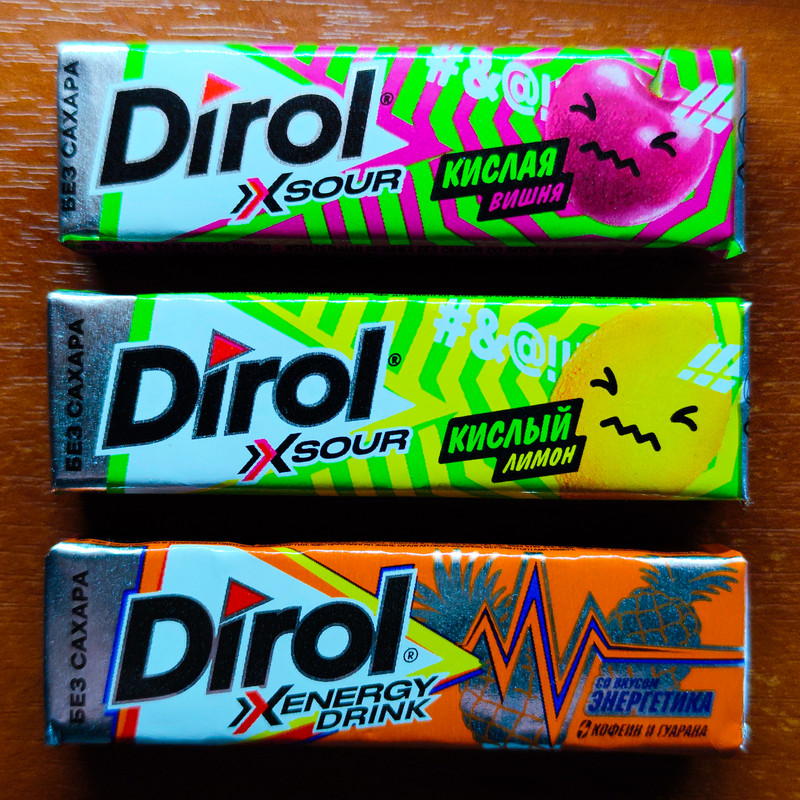 БЕЗ САХАРА
Dirol®
XSOUR
#&@!
КИСЛАЯ
ВИШНЯ
!!!
БЕЗ САХАРА
Dirol®
XSOUR
#&@!!
КИСЛЫЙ
ЛИМОН
!!!
БЕЗ САХАРА
Dirol®
XENERGY
DRINK
СО ВКУСОМ
ЭНЕРГЕТИКА
КОФЕИН И ГУАРАНА